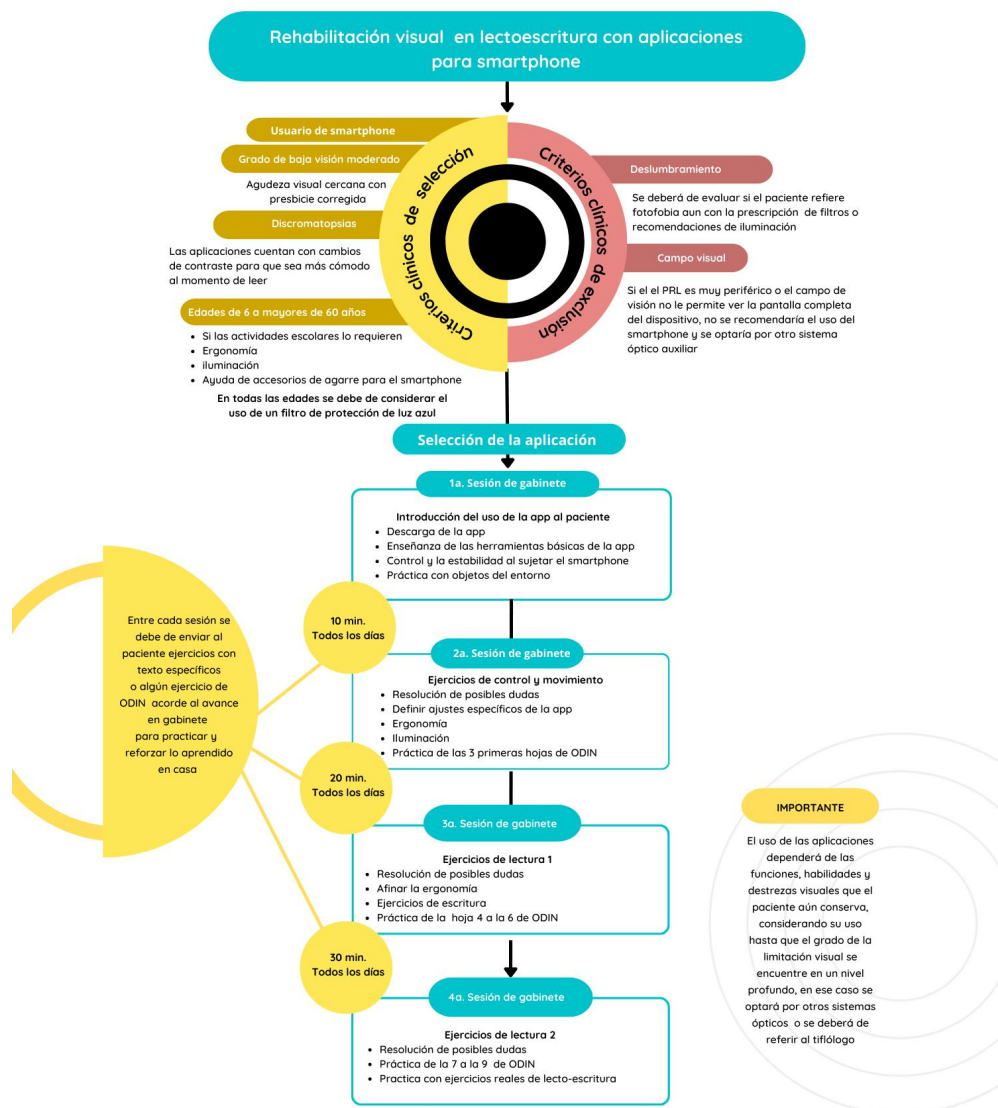 Rehabilitación visual en lectoescritura con aplicaciones
para smartphone
Criterios clínicos de selección
Usuario de smartphone
Grado de baja visión moderado
Agudeza visual cercana con
presbicie corregida
Discromatopsias
Las aplicaciones cuentan con cambios
de contraste para que sea más cómodo
al momento de leer
Edades de 6 a mayores de 60 años
• Si las actividades escolares lo requieren
• Ergonomía
• iluminación
• Ayuda de accesorios de agarre para el smartphone
En todas las edades se debe de considerar el
uso de un filtro de protección de luz azul
Criterios clínicos de exclusión
Deslumbramiento
Se deberá de evaluar si el paciente refiere
fotofobia aun con la prescripción de filtros o
recomendaciones de iluminación
Campo visual
Si el el PRL es muy periférico o el campo de
visión no le permite ver la pantalla completa
del dispositivo, no se recomendaría el uso del
smartphone y se optaría por otro sistema
óptico auxiliar
Selección de la aplicación
1a. Sesión de gabinete
Introducción del uso de la app al paciente
• Descarga de la app
• Enseñanza de las herramientas básicas de la app
• Control y la estabilidad al sujetar el smartphone
• Práctica con objetos del entorno
Entre cada sesión se
debe de enviar al
paciente ejercicios con
texto específicos
o algún ejercicio de
ODIN acorde al avance
en gabinete
para practicar y
reforzar lo aprendido
en casa
10 min.
Todos los días
2a. Sesión de gabinete
Ejercicios de control y movimiento
• Resolución de posibles dudas
• Definir ajustes específicos de la app
• Ergonomía
• Iluminación
• Práctica de las 3 primeras hojas de ODIN
20 min.
Todos los días
3a. Sesión de gabinete
Ejercicios de lectura 1
• Resolución de posibles dudas
• Afinar la ergonomía
• Ejercicios de escritura
• Práctica de la hoja 4 a la 6 de ODIN
30 min.
Todos los días
4a. Sesión de gabinete
Ejercicios de lectura 2
• Resolución de posibles dudas
• Práctica de la 7 a la 9 de ODIN
• Practica con ejercicios reales de lecto-escritura
IMPORTANTE
El uso de las aplicaciones
dependerá de las
funciones, habilidades y
destrezas visuales que el
paciente aún conserva,
considerando su uso
hasta que el grado de la
limitación visual se
encuentre en un nivel
profundo, en ese caso se
optará por otros sistemas
ópticos o se deberá de
referir al tiflólogo